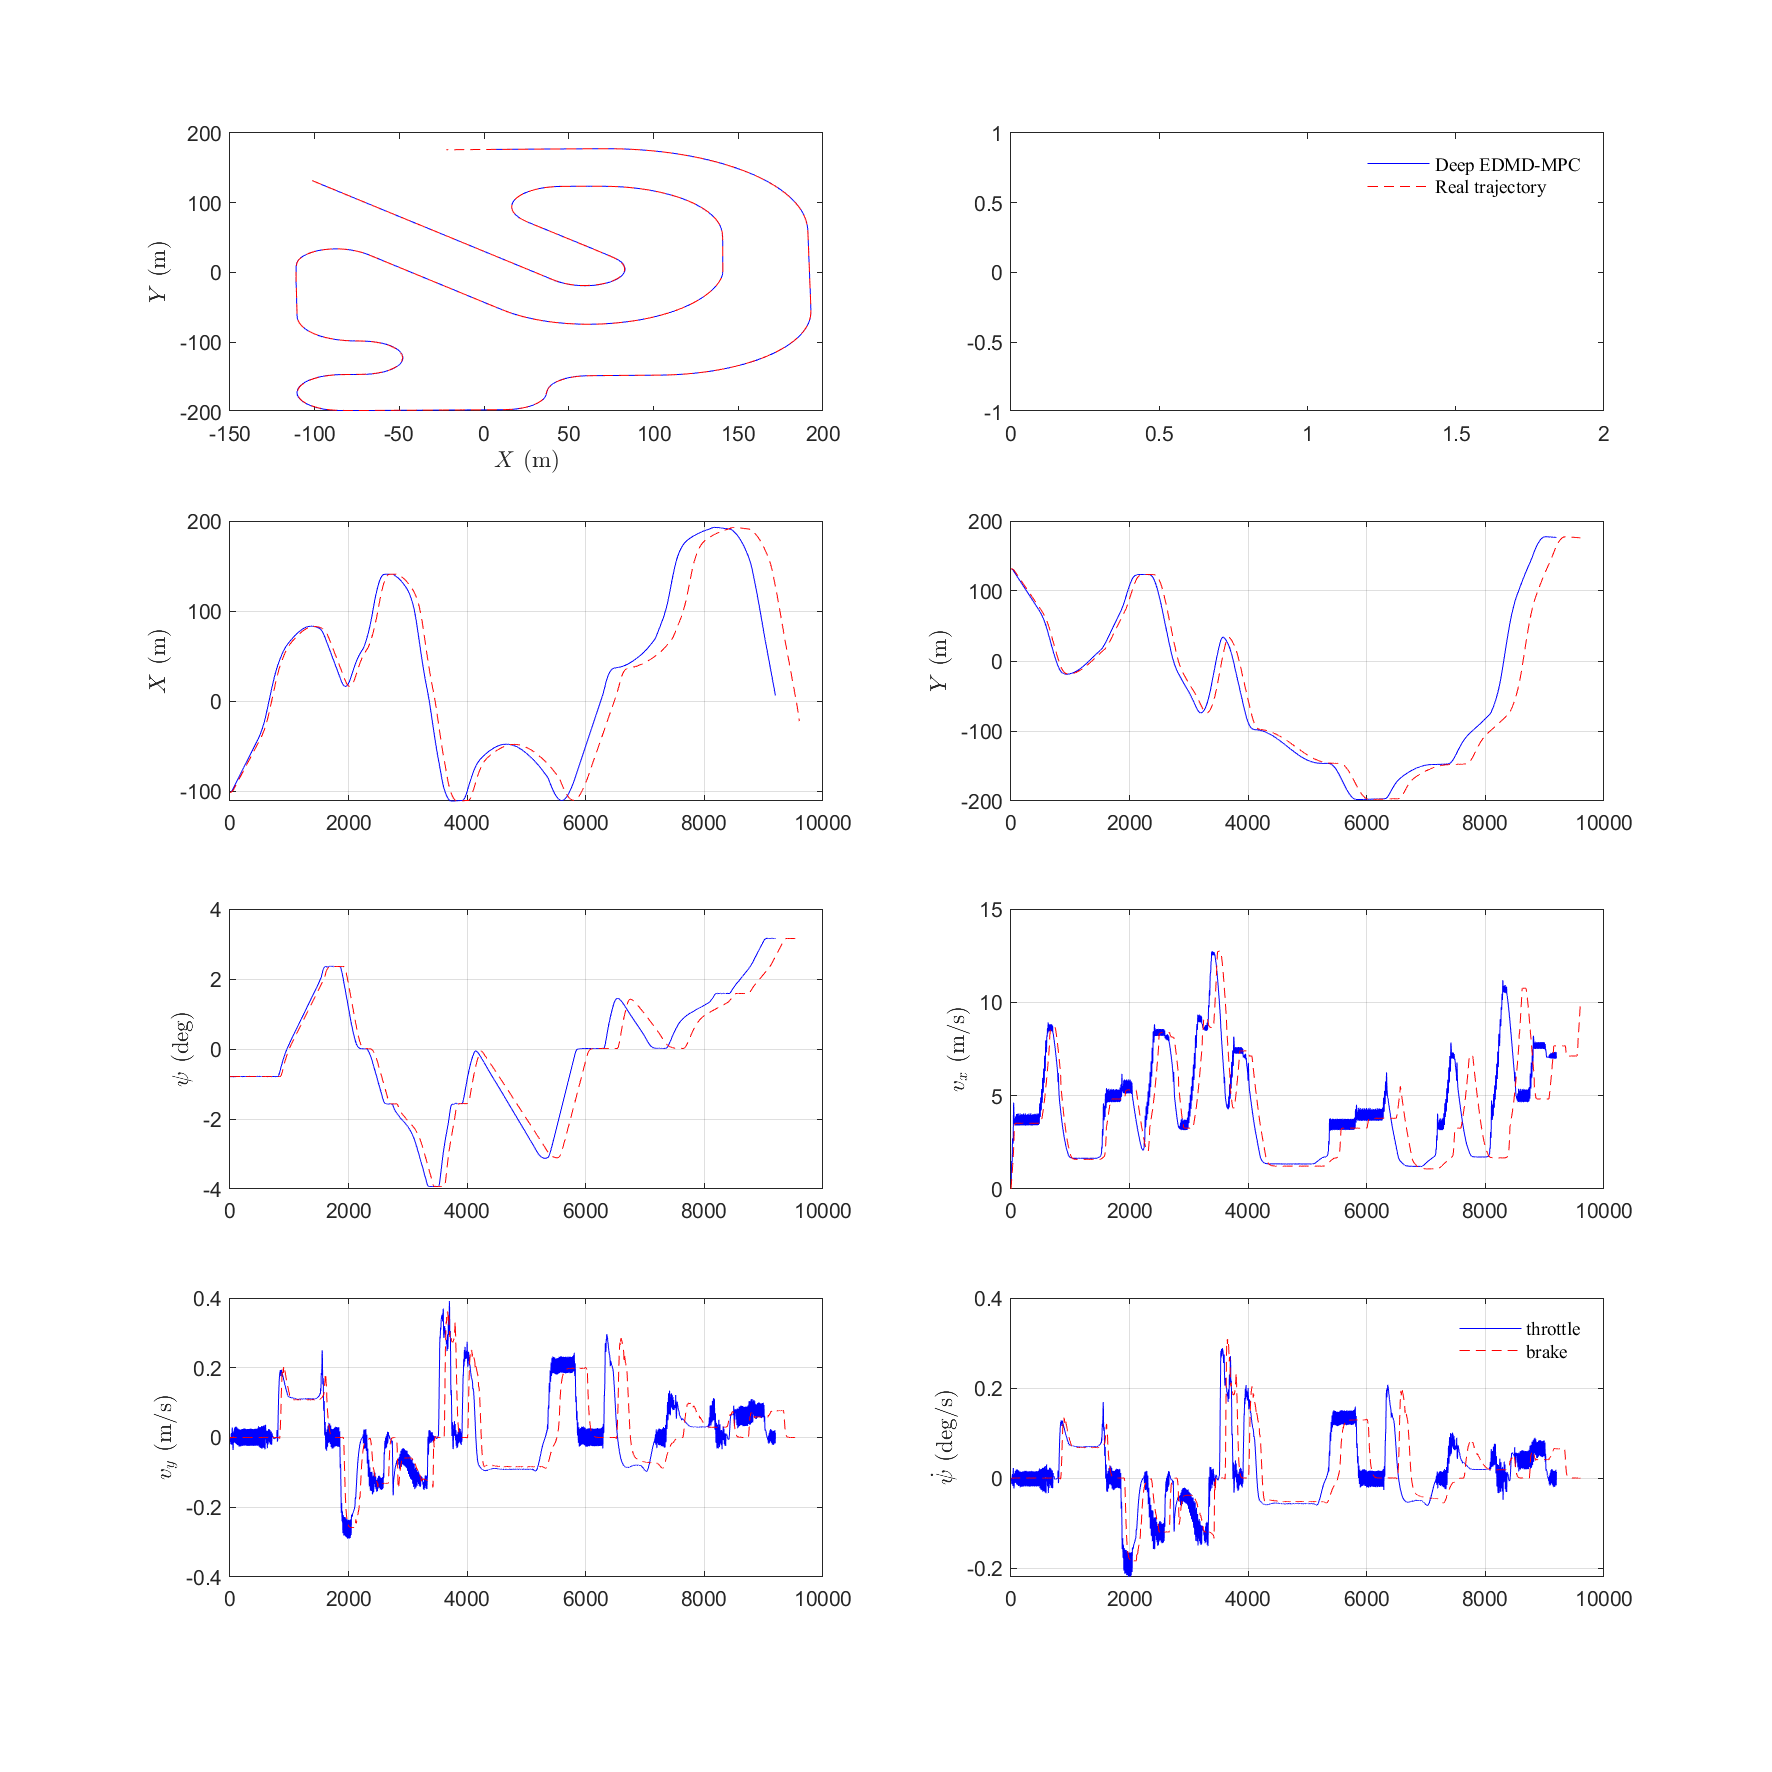 200
100
0
-100
-200
-150 -100 -50 0 50 100 150 200
X (m)
Y (m)
1
0.5
0
-0.5
-1
0 0.5 1 1.5 2
Deep EDMD-MPC
Real trajectory
200
100
0
-100
0 2000 4000 6000 8000 10000
X (m)
200
100
0
-100
-200
0 2000 4000 6000 8000 10000
Y (m)
4
2
0
-2
-4
0 2000 4000 6000 8000 10000
ψ (deg)
15
10
5
0
0 2000 4000 6000 8000 10000
vₓ (m/s)
0.4
0.2
0
-0.2
-0.4
0 2000 4000 6000 8000 10000
v_y (m/s)
0.4
0.2
0
-0.2
0 2000 4000 6000 8000 10000
ψ̇ (deg/s)
throttle
brake